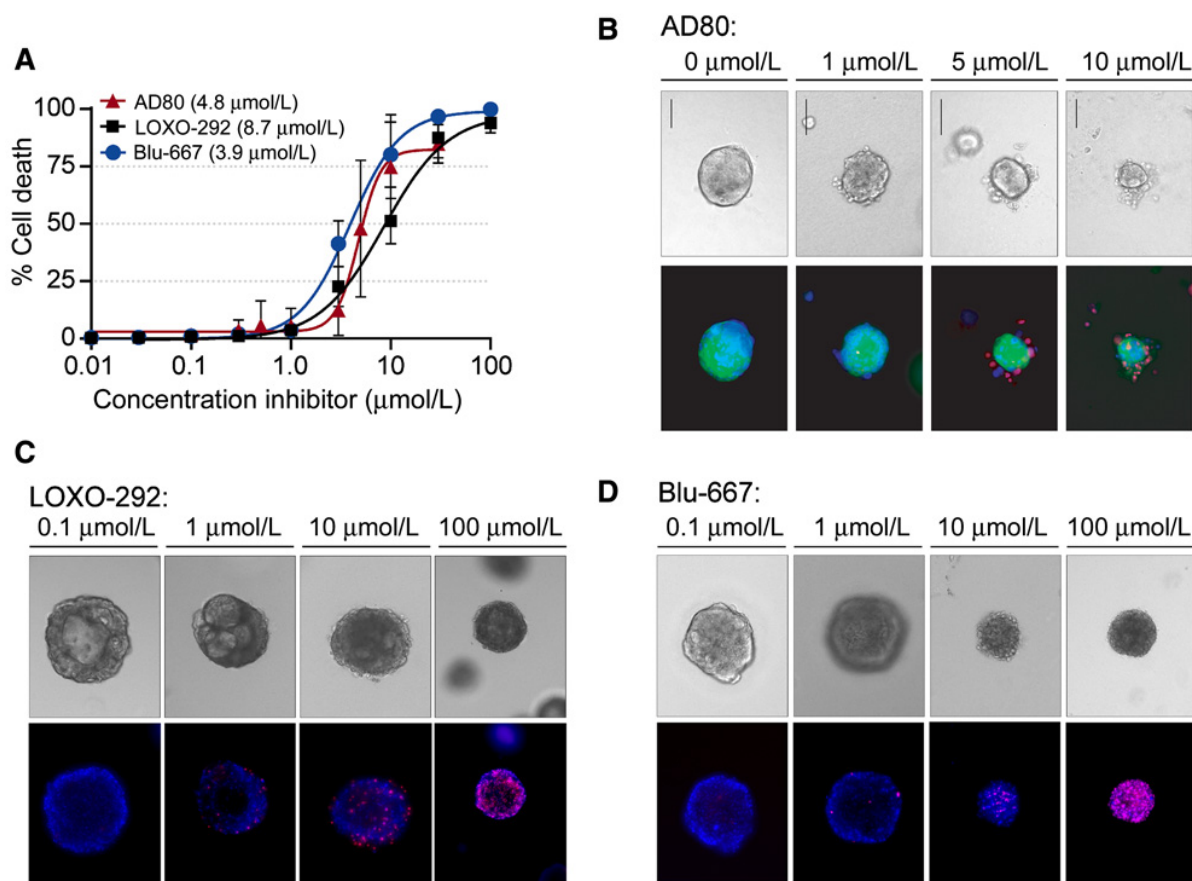 A
AD80 (4.8 μmol/L)
LOXO-292 (8.7 μmol/L)
Blu-667 (3.9 μmol/L)
100
75
50
25
0
% Cell death
0.01 0.1 1.0 10 100
Concentration inhibitor (μmol/L)
B
AD80:
0 μmol/L 1 μmol/L 5 μmol/L 10 μmol/L
C
LOXO-292:
0.1 μmol/L 1 μmol/L 10 μmol/L 100 μmol/L
D
Blu-667:
0.1 μmol/L 1 μmol/L 10 μmol/L 100 μmol/L